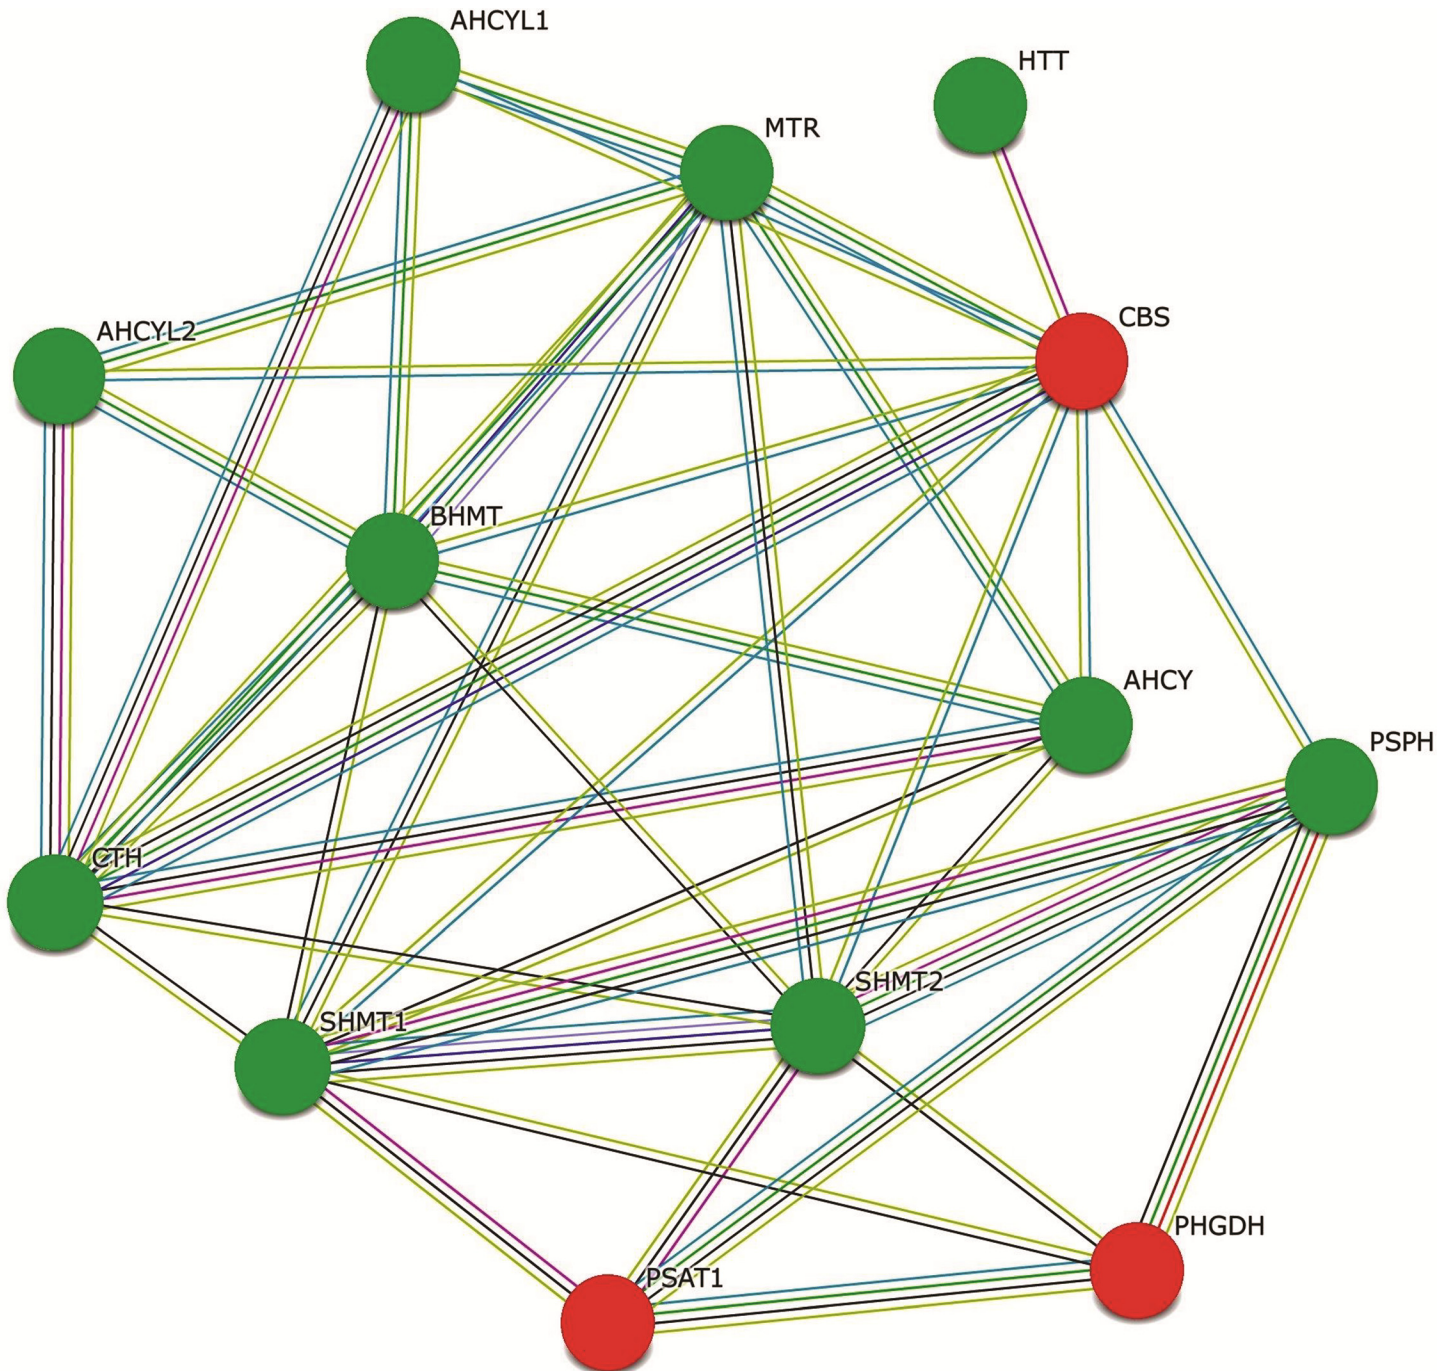 AHCYL1
HTT
MTR
CBS
AHCYL2
BHMT
AHCY
PSPH
CTH
SHMT2
SHMT1
PHGDH
PSAT1